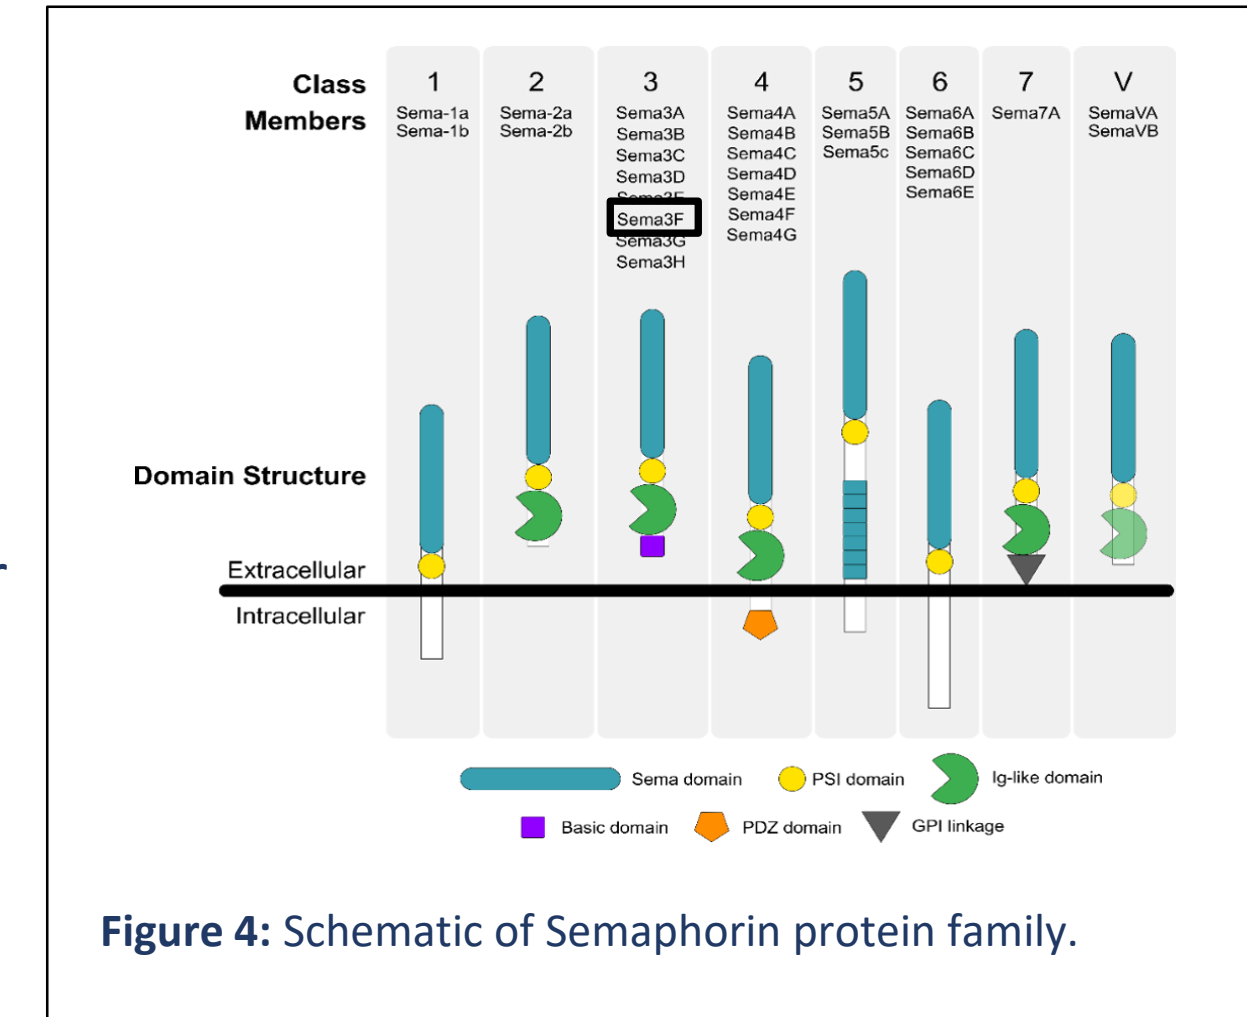 Class 1 2 3 4 5 6 7 V
Members Sema-1a Sema-2a Sema3A Sema4A Sema5A Sema6A Sema7A SemaVA
Sema-1b Sema-2b Sema3B Sema4B Sema5B Sema6B SemaVB
Sema3C Sema4C Sema5c Sema6C
Sema3D Sema4D Sema6D
Sema3E Sema4E Sema6E
Sema3F Sema4F
Sema3G Sema4G
Sema3H
Domain Structure
Extracellular
Intracellular
Sema domain PSI domain Ig-like domain
Basic domain PDZ domain GPI linkage
Figure 4: Schematic of Semaphorin protein family.